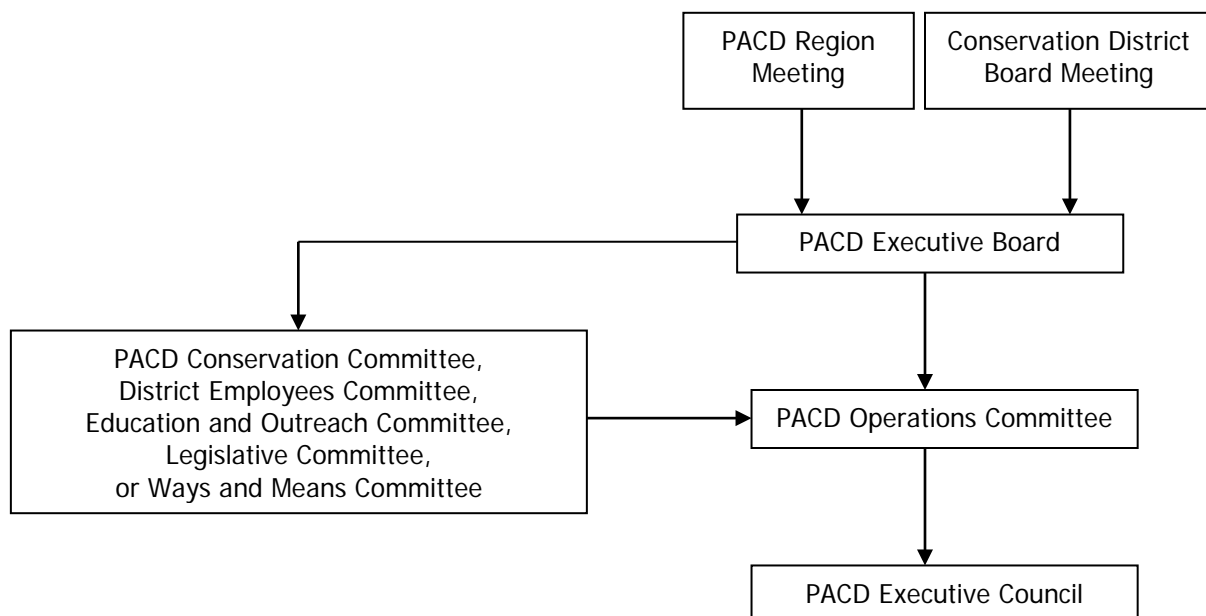 PACD Region
Meeting
Conservation District
Board Meeting
PACD Executive Board
PACD Conservation Committee,
District Employees Committee,
Education and Outreach Committee,
Legislative Committee,
or Ways and Means Committee
PACD Operations Committee
PACD Executive Council